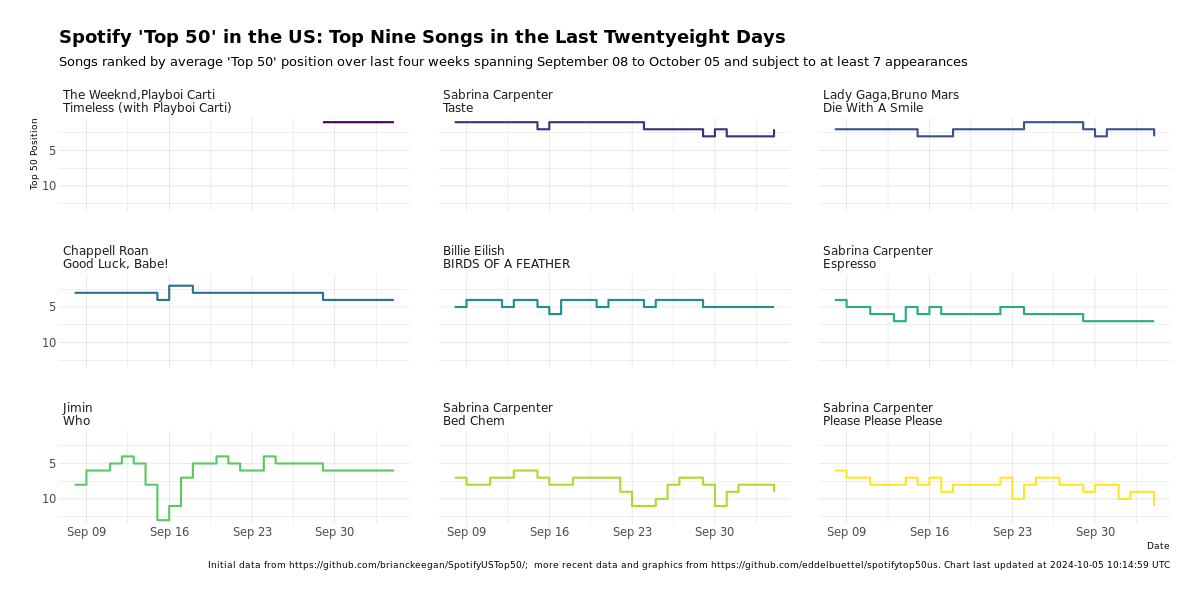 Spotify 'Top 50' in the US: Top Nine Songs in the Last Twentyeight Days
Songs ranked by average 'Top 50' position over last four weeks spanning September 08 to October 05 and subject to at least 7 appearances
The Weeknd,Playboi Carti
Timeless (with Playboi Carti)
Sabrina Carpenter
Taste
Lady Gaga,Bruno Mars
Die With A Smile
Top 50 Position
5
10
Chappell Roan
Good Luck, Babe!
Billie Eilish
BIRDS OF A FEATHER
Sabrina Carpenter
Espresso
5
10
Jimin
Who
Sabrina Carpenter
Bed Chem
Sabrina Carpenter
Please Please Please
5
10
Sep 09 Sep 16 Sep 23 Sep 30
Sep 09 Sep 16 Sep 23 Sep 30
Sep 09 Sep 16 Sep 23 Sep 30
Date
Initial data from https://github.com/brianckeegan/SpotifyUSTop50/;  more recent data and graphics from https://github.com/eddelbuettel/spotifytop50us. Chart last updated at 2024-10-05 10:14:59 UTC